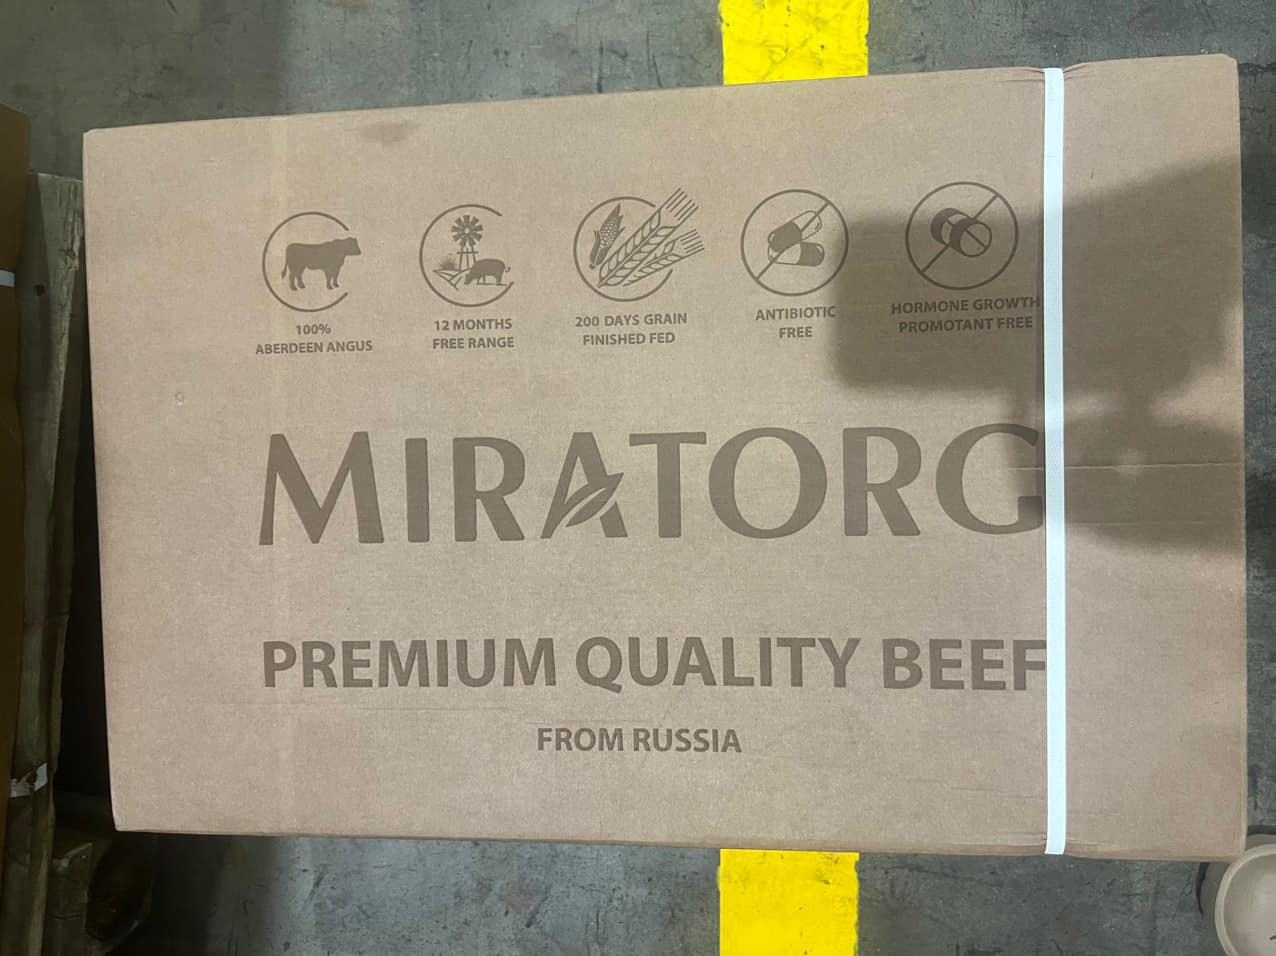 100%
ABERDEEN ANGUS
12 MONTHS
FREE RANGE
200 DAYS GRAIN
FINISHED FED
ANTIBIOTIC
FREE
HORMONE GROWTH
PROMOTANT FREE
MIRATORG
PREMIUM QUALITY BEEF
FROM RUSSIA